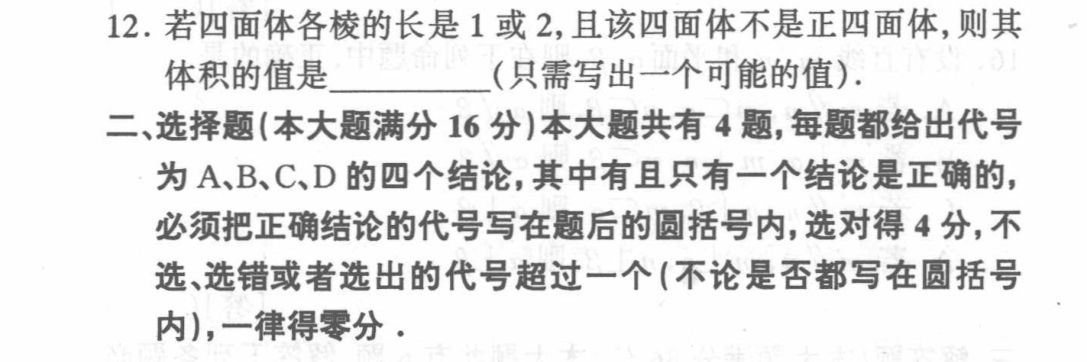 12. 若四面体各棱的长是 1 或 2,且该四面体不是正四面体,则其
体积的值是__________(只需写出一个可能的值).
二、选择题(本大题满分 16 分)本大题共有 4 题,每题都给出代号
为 A、B、C、D 的四个结论,其中有且只有一个结论是正确的,
必须把正确结论的代号写在题后的圆括号内,选对得 4 分,不
选、选错或者选出的代号超过一个(不论是否都写在圆括号
内),一律得零分.